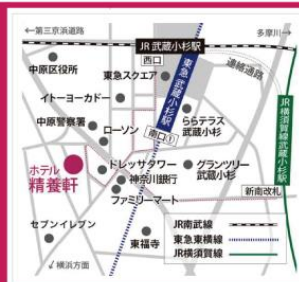 ←第三京浜道路
多摩川→
JR 武蔵小杉駅
中原区役所
西口
連絡通路
東急スクエア
東急 武蔵小杉駅
イトーヨーカドー
ららテラス
武蔵小杉
JR横須賀線武蔵小杉駅
中原警察署
ローソン
南口①
ホテル
精養軒
ドレッサタワー
グランツリー
武蔵小杉
神奈川銀行
新南改札
ファミリーマート
セブンイレブン
東福寺
JR南武線
東急東横線
JR横須賀線
↙横浜方面